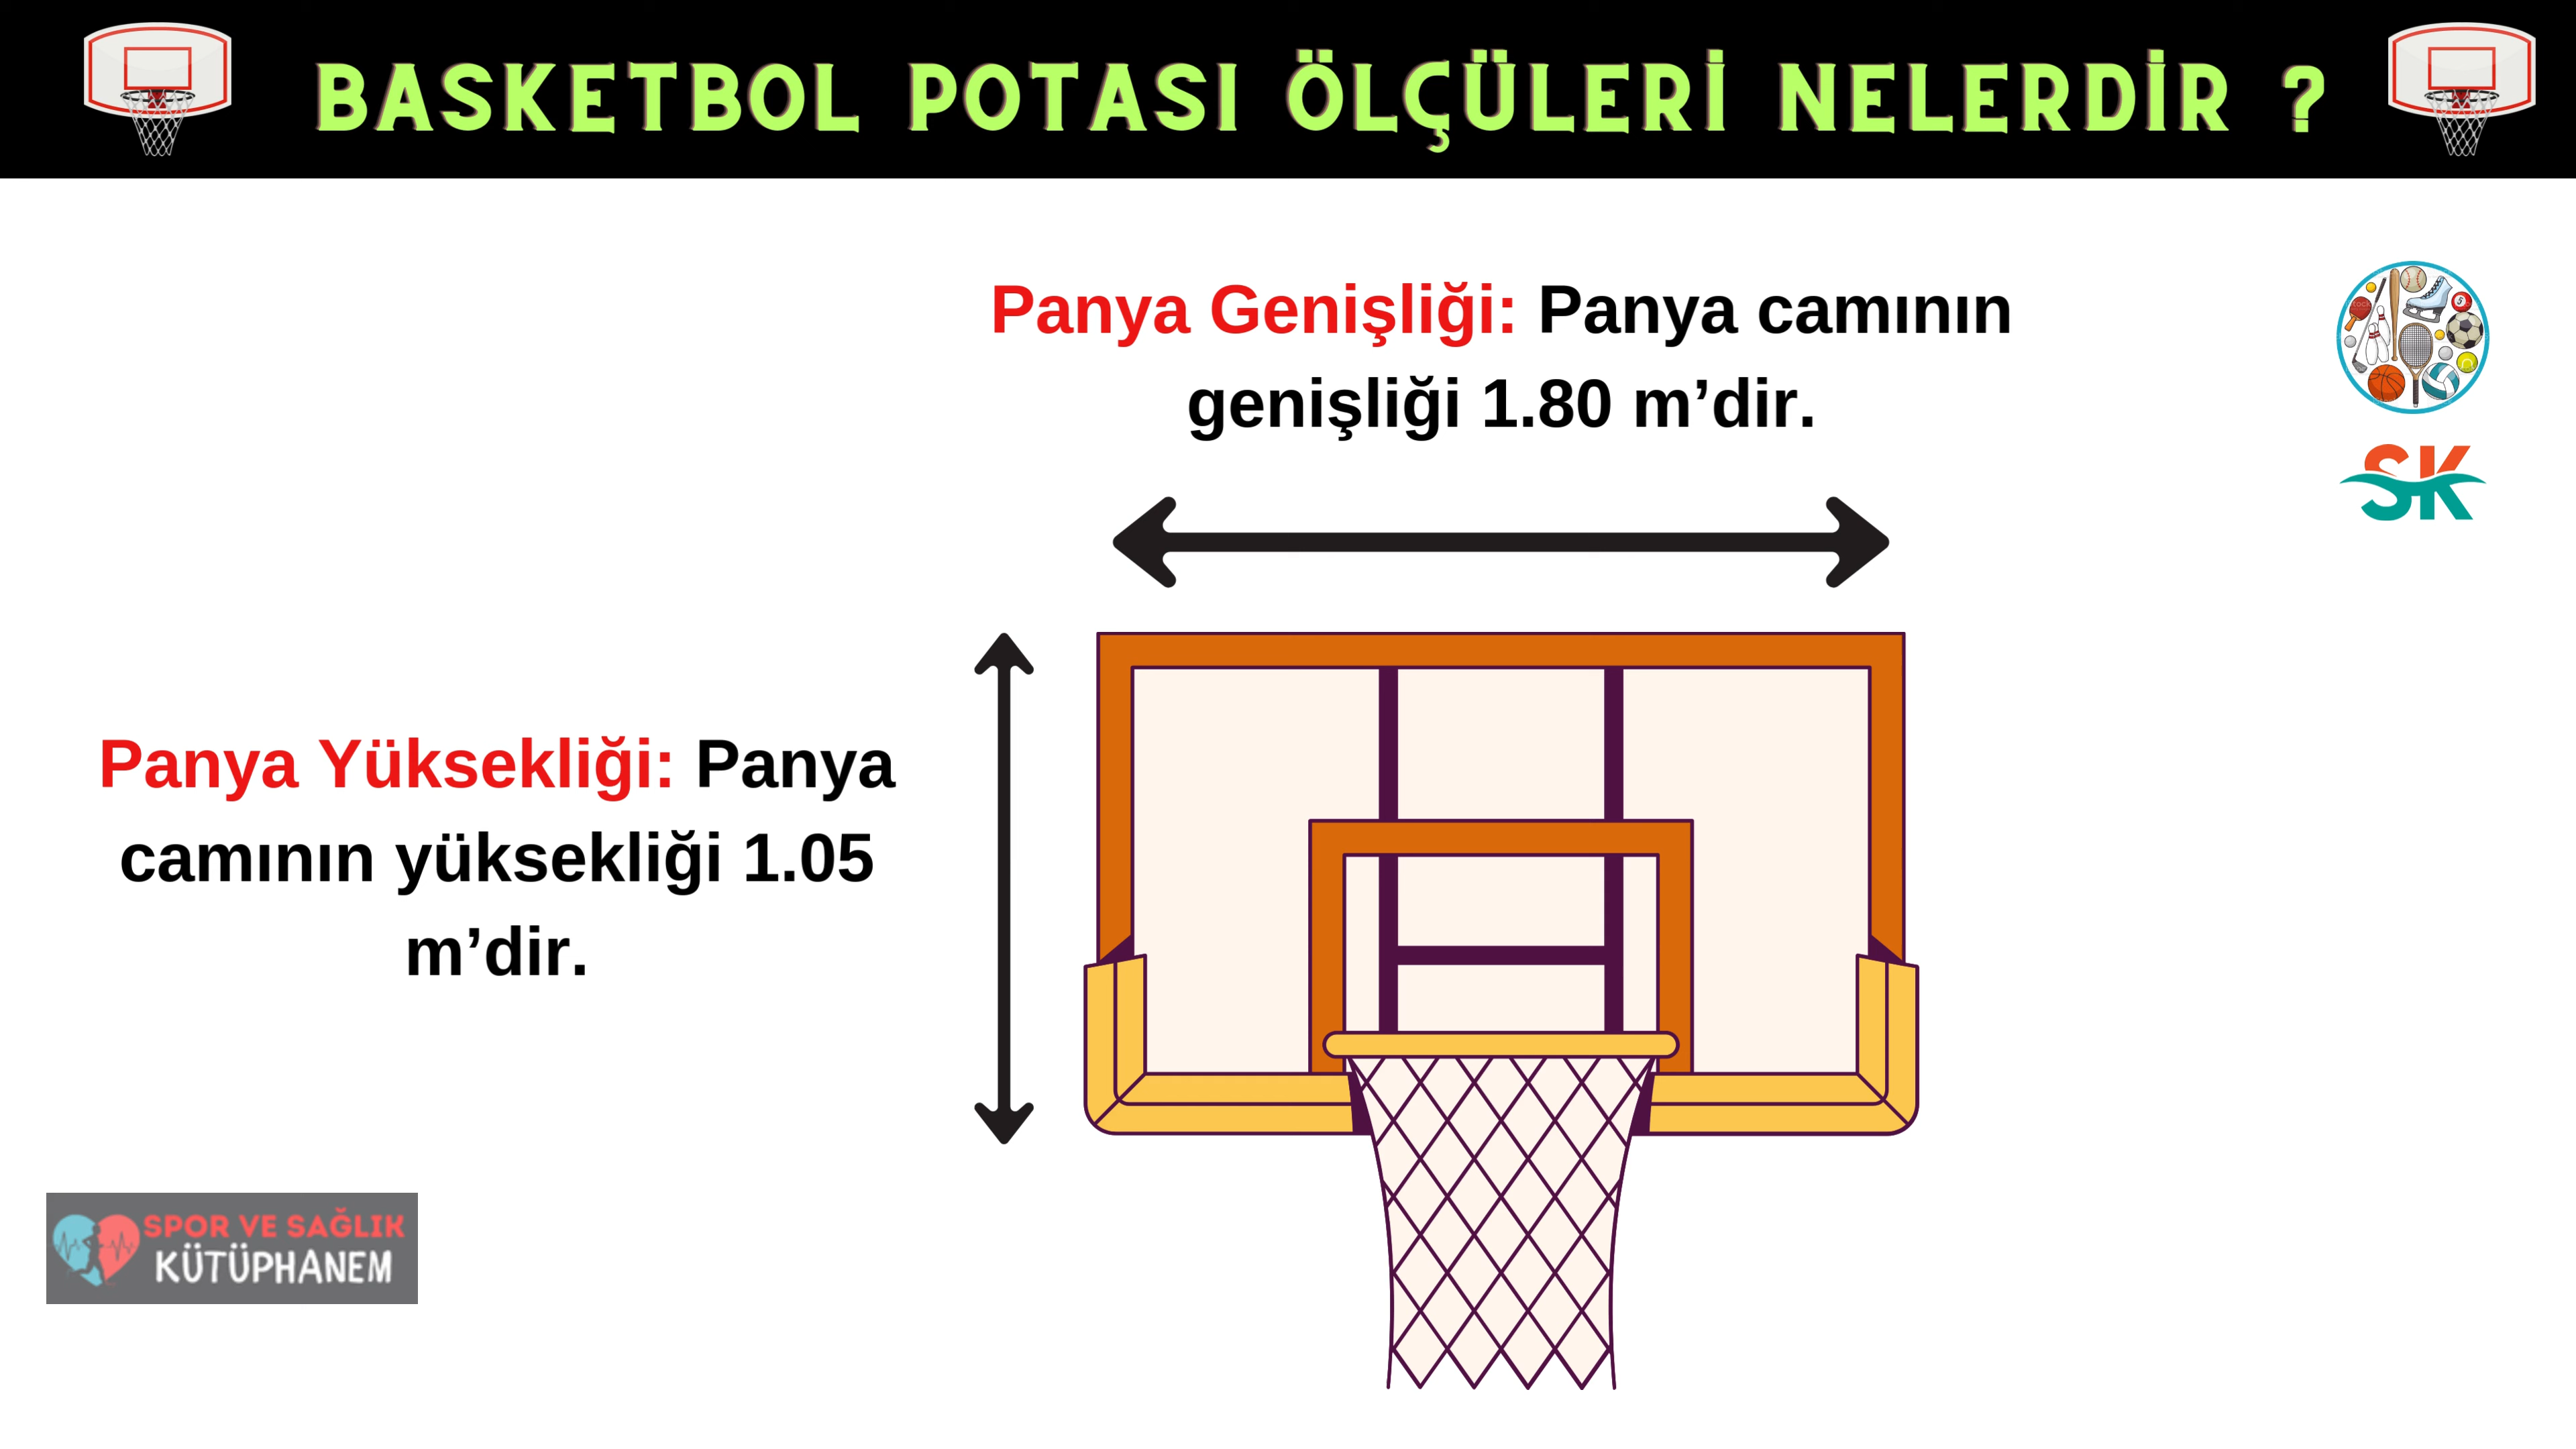 BASKETBOL POTASI ÖLÇÜLERİ NELERDİR ?
Panya Genişliği: Panya camının
genişliği 1.80 m’dir.
SK
Panya Yüksekliği: Panya
camının yüksekliği 1.05
m’dir.
SPOR VE SAĞLIK
KÜTÜPHANEM